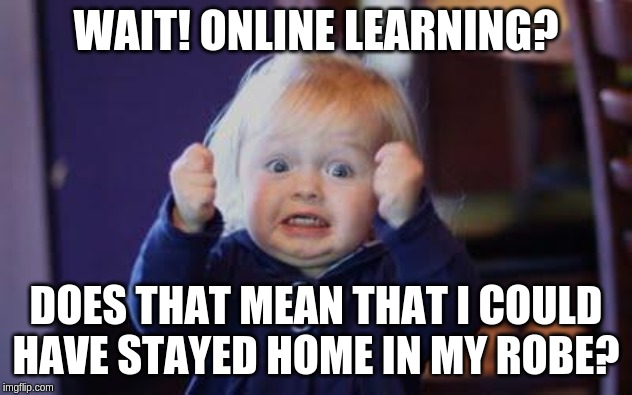 WAIT! ONLINE LEARNING?
DOES THAT MEAN THAT I COULD
HAVE STAYED HOME IN MY ROBE?
imgflip.com